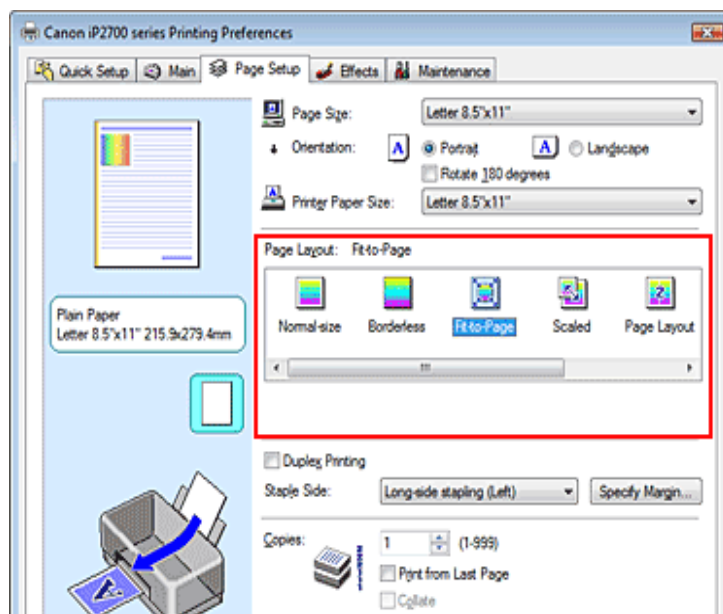 Canon iP2700 series Printing Preferences
Quick Setup Main Page Setup Effects Maintenance
Page Size: Letter 8.5"x11"
Orientation: A Portrait A Landscape
Rotate 180 degrees
Printer Paper Size: Letter 8.5"x11"
Page Layout: Fit-to-Page
Normal-size Borderless Fit-to-Page Scaled Page Layout
Plain Paper
Letter 8.5"x11" 215.9x279.4mm
Duplex Printing
Staple Side: Long-side stapling (Left) Specify Margin...
Copies: 1 (1-999)
Print from Last Page
Collate